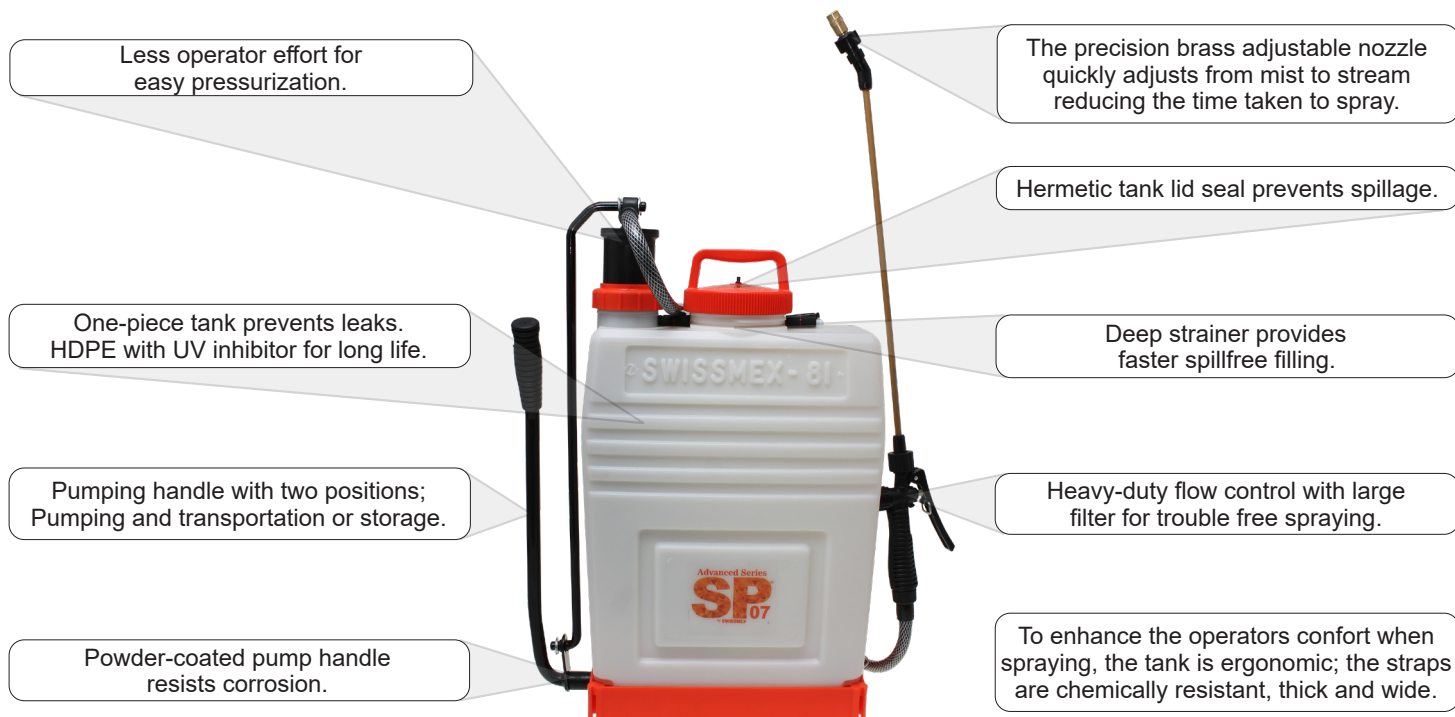 Less operator effort for
easy pressurization.
The precision brass adjustable nozzle
quickly adjusts from mist to stream
reducing the time taken to spray.
Hermetic tank lid seal prevents spillage.
One-piece tank prevents leaks.
HDPE with UV inhibitor for long life.
Deep strainer provides
faster spillfree filling.
SWISSMEX - 81
Pumping handle with two positions;
Pumping and transportation or storage.
Heavy-duty flow control with large
filter for trouble free spraying.
Advanced Series
SP
07
Powder-coated pump handle
resists corrosion.
To enhance the operators confort when
spraying, the tank is ergonomic; the straps
are chemically resistant, thick and wide.